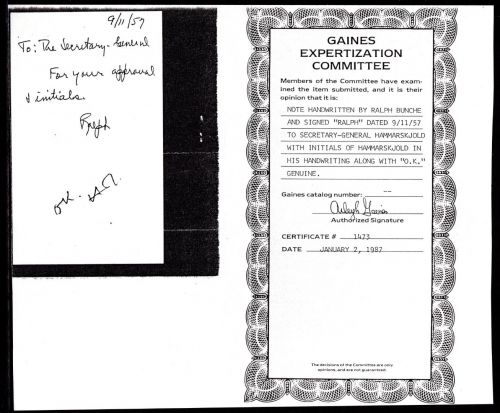 9/11/57
To: The Secretary-General
For your approval
& initials.
Ralph
O.K. D.H.
GAINES
EXPERTIZATION
COMMITTEE
Members of the Committee have exam-
ined the item submitted, and it is their
opinion that it is:
NOTE HANDWRITTEN BY RALPH BUNCHE
AND SIGNED "RALPH" DATED 9/11/57
TO SECRETARY-GENERAL HAMMARSKJOLD
WITH INITIALS OF HAMMARSKJOLD IN
HIS HANDWRITING ALONG WITH "O.K."
GENUINE.
Gaines catalog number: --
Authorized Signature
CERTIFICATE # 1473
DATE JANUARY 2, 1987
The decisions of the Committee are only
opinions, and are not guaranteed.